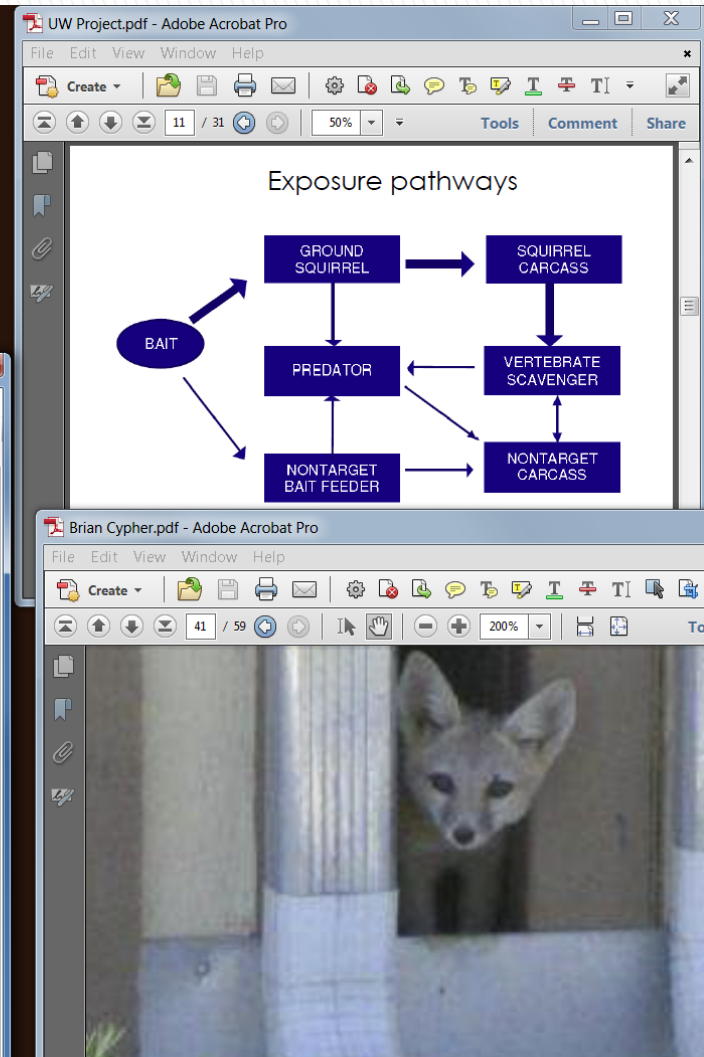 UW Project.pdf - Adobe Acrobat Pro
File Edit View Window Help
Create
11 / 31 50% Tools Comment Share
Exposure pathways
GROUND
SQUIRREL
SQUIRREL
CARCASS
BAIT
PREDATOR
VERTEBRATE
SCAVENGER
NONTARGET
BAIT FEEDER
NONTARGET
CARCASS
Brian Cypher.pdf - Adobe Acrobat Pro
File Edit View Window Help
Create
41 / 59 200% To